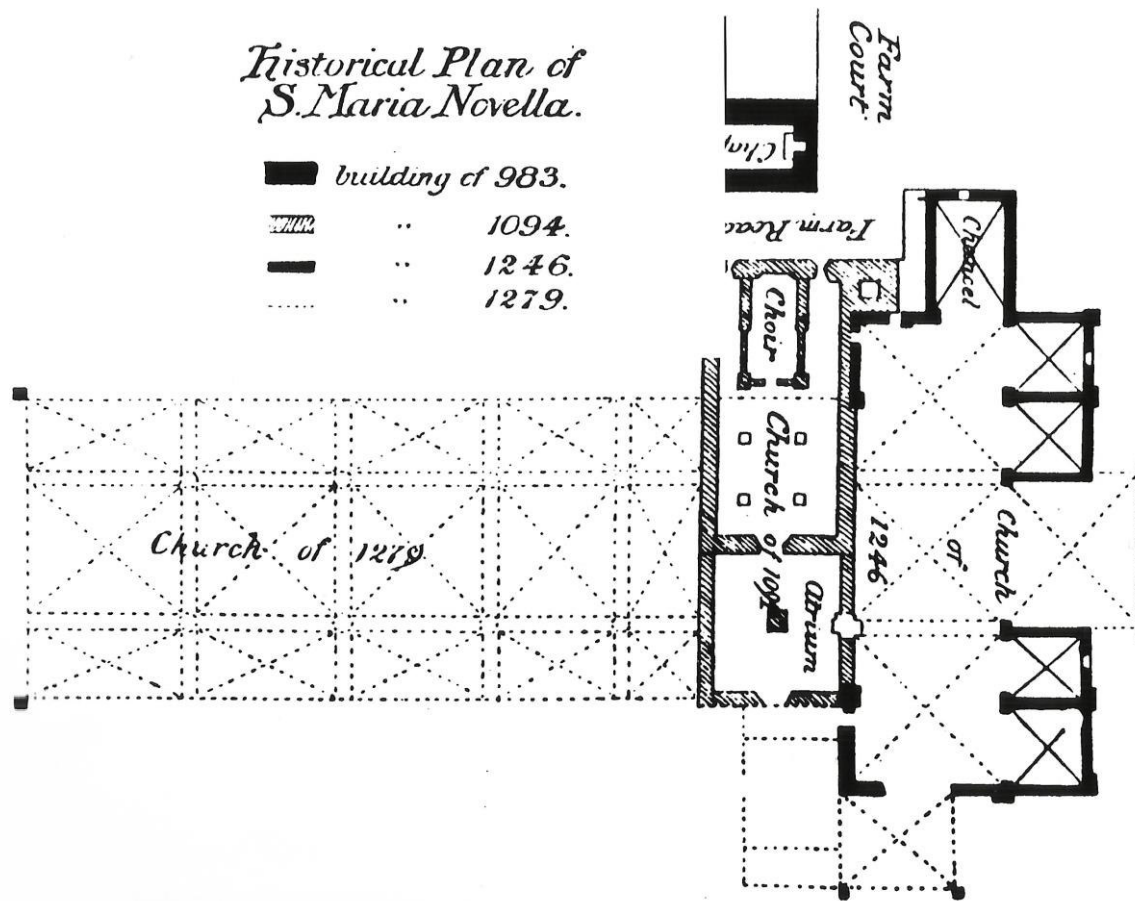 Historical Plan of
S. Maria Novella.
building of 983.
" 1094.
" 1246.
" 1279.
Farm
Court
Chap
Farm Road
Chancel
Choir
Church of 1094
Atrium
Church of 1279
Church
of
1246